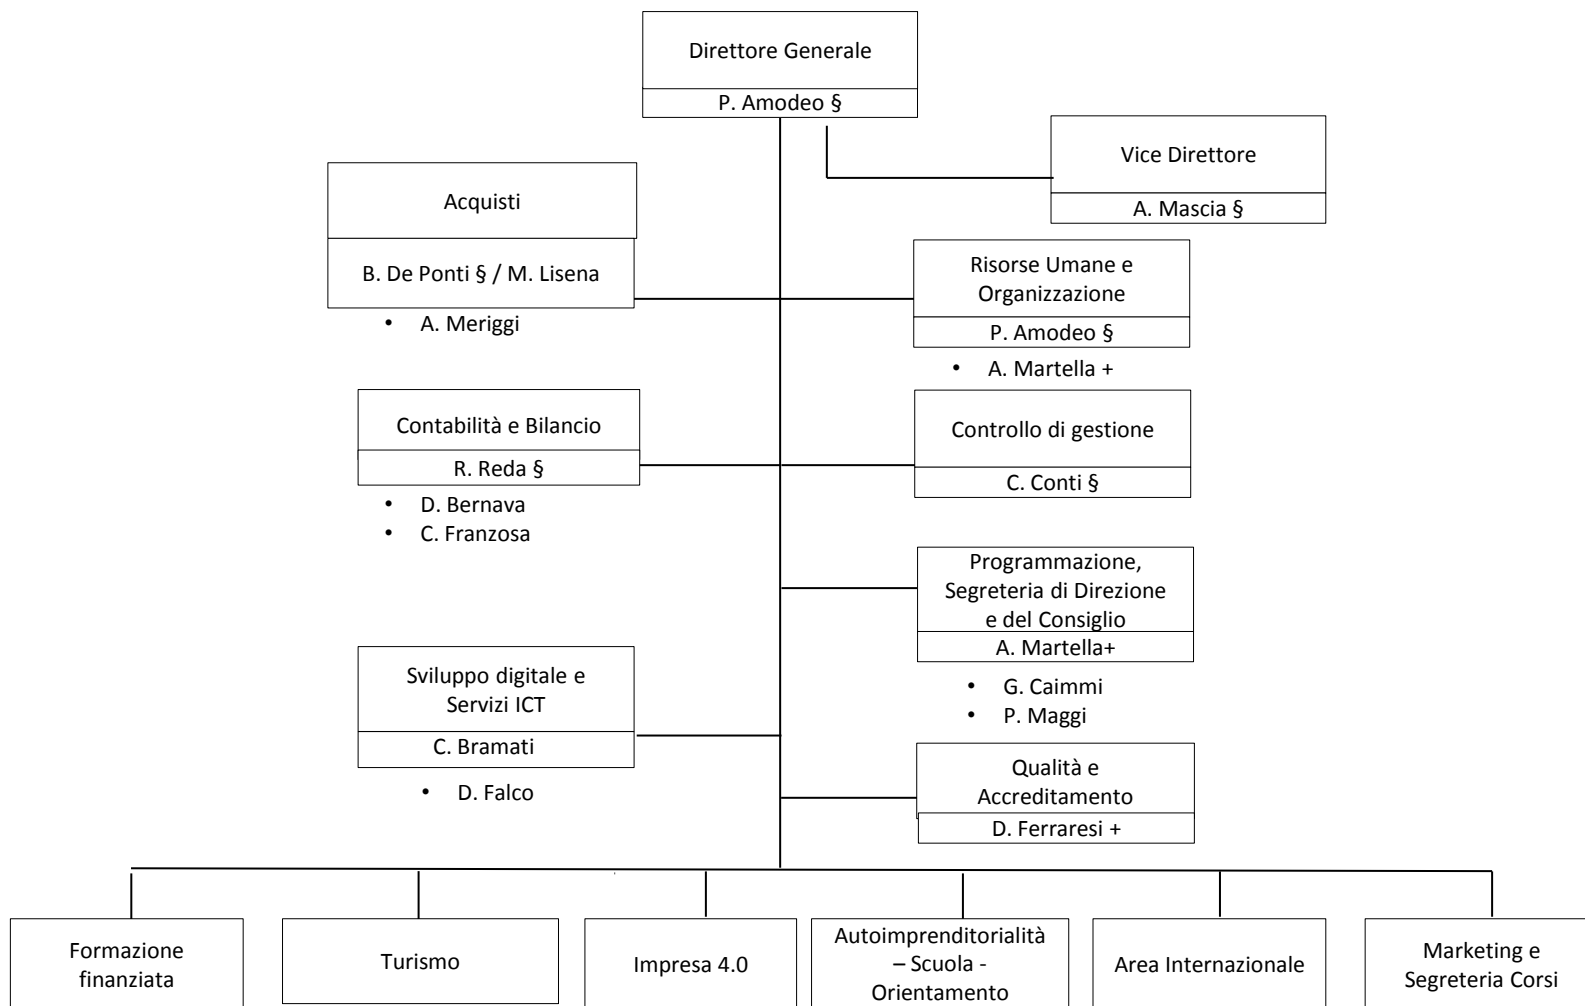 Direttore Generale
P. Amodeo §
Vice Direttore
A. Mascia §
Acquisti
B. De Ponti § / M. Lisena
• A. Meriggi
Risorse Umane e
Organizzazione
P. Amodeo §
• A. Martella +
Contabilità e Bilancio
R. Reda §
• D. Bernava
• C. Franzosa
Controllo di gestione
C. Conti §
Programmazione,
Segreteria di Direzione
e del Consiglio
A. Martella+
• G. Caimmi
• P. Maggi
Sviluppo digitale e
Servizi ICT
C. Bramati
• D. Falco
Qualità e
Accreditamento
D. Ferraresi +
Formazione
finanziata
Turismo
Impresa 4.0
Autoimprenditorialità
– Scuola -
Orientamento
Area Internazionale
Marketing e
Segreteria Corsi